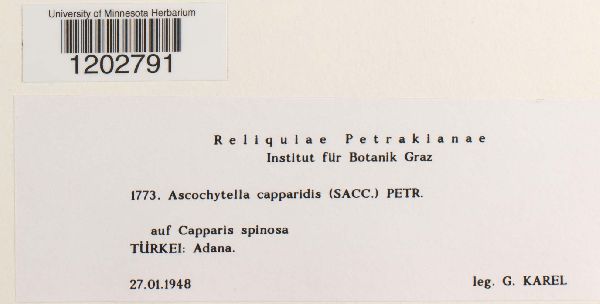 University of Minnesota Herbarium
1202791
Reliquiae Petrakianae
Institut für Botanik Graz
1773. Ascochytella capparidis (SACC.) PETR.
auf Capparis spinosa
TÜRKEI: Adana.
27.01.1948 leg. G. KAREL